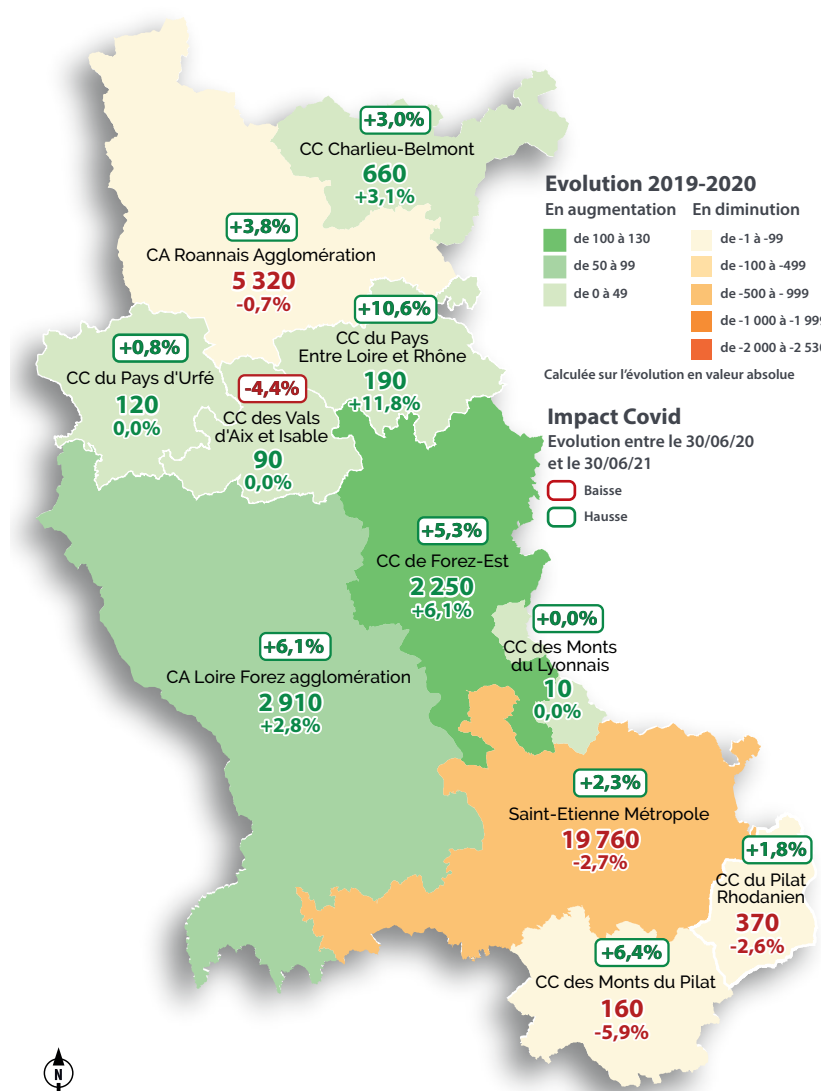 +3,0%
CC Charlieu-Belmont
660
+3,1%
+3,8%
CA Roannais Agglomération
5 320
-0,7%
+10,6%
CC du Pays
Entre Loire et Rhône
190
+11,8%
+0,8%
CC du Pays d'Urfé
120
0,0%
-4,4%
CC des Vals
d'Aix et Isable
90
0,0%
+5,3%
CC de Forez-Est
2 250
+6,1%
+0,0%
CC des Monts
du Lyonnais
10
0,0%
+6,1%
CA Loire Forez agglomération
2 910
+2,8%
+2,3%
Saint-Etienne Métropole
19 760
-2,7%
+1,8%
CC du Pilat
Rhodanien
370
-2,6%
+6,4%
CC des Monts du Pilat
160
-5,9%
Evolution 2019-2020
En augmentation
de 100 à 130
de 50 à 99
de 0 à 49
En diminution
de -1 à -99
de -100 à -499
de -500 à - 999
de -1 000 à -1 999
de -2 000 à -2 530
Calculée sur l'évolution en valeur absolue
Impact Covid
Evolution entre le 30/06/20
et le 30/06/21
Baisse
Hausse
N